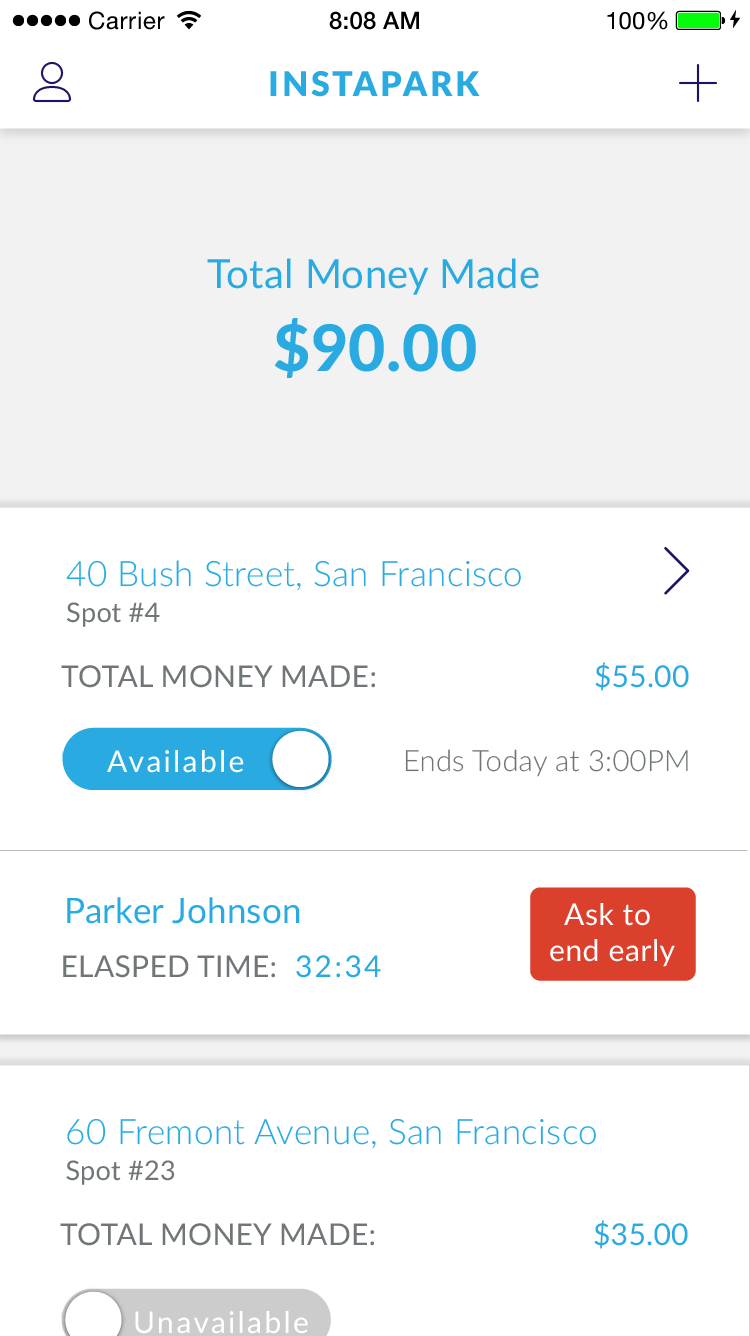 Carrier 8:08 AM 100%
INSTAPARK
Total Money Made
$90.00
40 Bush Street, San Francisco
Spot #4
TOTAL MONEY MADE: $55.00
Available Ends Today at 3:00PM
Parker Johnson
Ask to
end early
ELASPED TIME: 32:34
60 Fremont Avenue, San Francisco
Spot #23
TOTAL MONEY MADE: $35.00
Unavailable